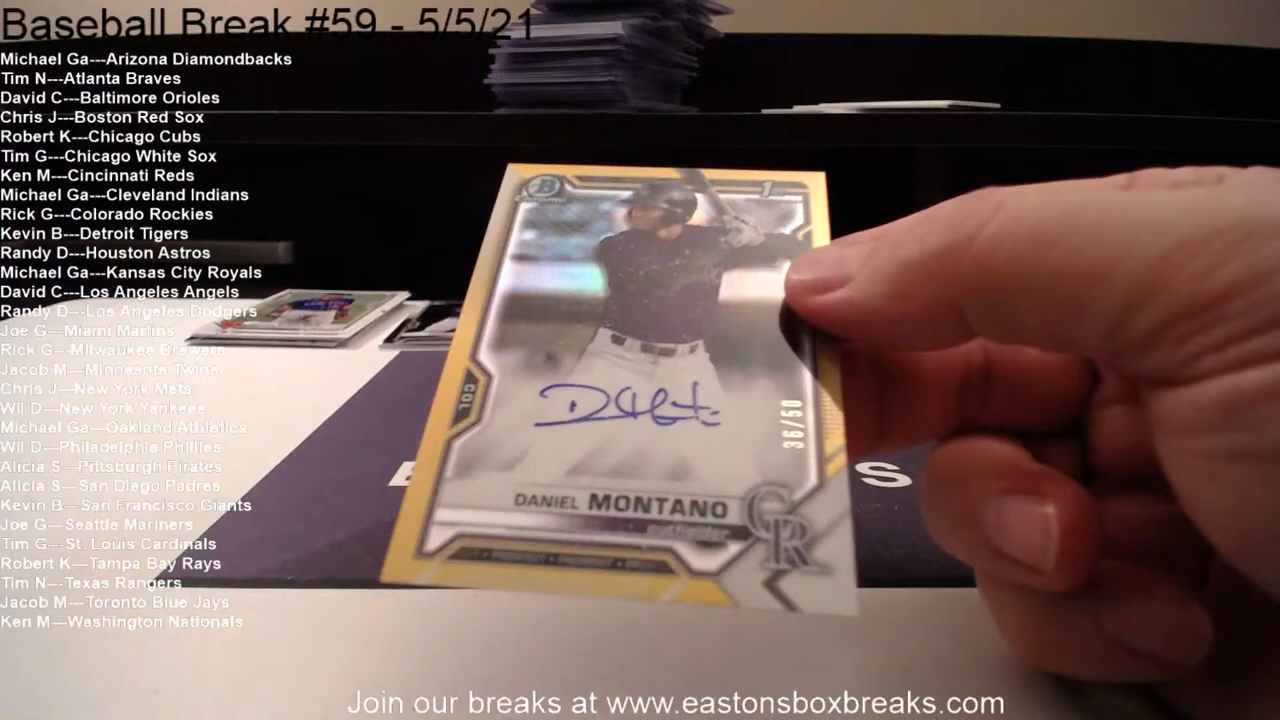 Baseball Break #59 - 5/5/21
Michael Ga---Arizona Diamondbacks
Tim N---Atlanta Braves
David C---Baltimore Orioles
Chris J---Boston Red Sox
Robert K---Chicago Cubs
Tim G---Chicago White Sox
Ken M---Cincinnati Reds
Michael Ga---Cleveland Indians
Rick G---Colorado Rockies
Kevin B---Detroit Tigers
Randy D---Houston Astros
Michael Ga---Kansas City Royals
David C---Los Angeles Angels
Randy D---Los Angeles Dodgers
Joe G---Miami Marlins
Rick G---Milwaukee Brewers
Jacob M---Minnesota Twins
Chris J---New York Mets
Wil D---New York Yankees
Michael Ga---Oakland Athletics
Wil D---Philadelphia Phillies
Alicia S---Pittsburgh Pirates
Alicia S---San Diego Padres
Kevin B---San Francisco Giants
Joe G---Seattle Mariners
Tim G---St. Louis Cardinals
Robert K---Tampa Bay Rays
Tim N---Texas Rangers
Jacob M---Toronto Blue Jays
Ken M---Washington Nationals
B
CHROME
1st
COL
36/50
DANIEL MONTANO
outfielder
CR
S
Join our breaks at www.eastonsboxbreaks.com